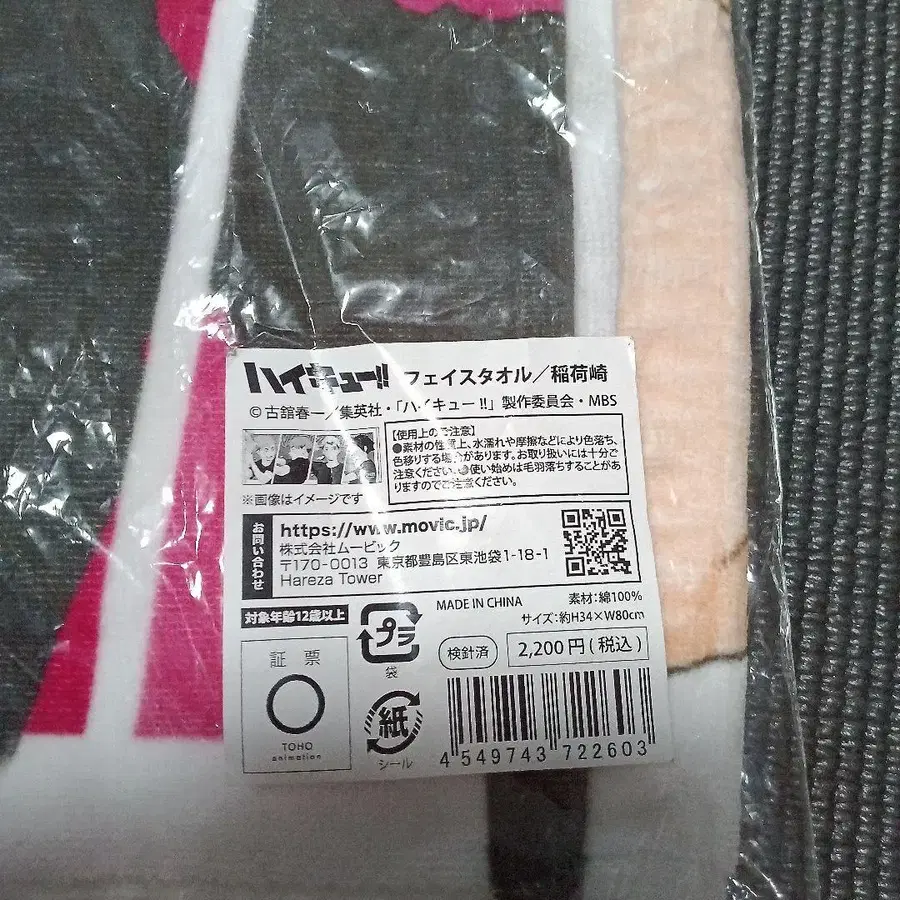 ハイキュー!! フェイスタオル／稲荷崎
©古舘春一／集英社・「ハイキュー!!」製作委員会・MBS
【使用上のご注意】
●素材の性質上、水濡れや摩擦などにより色落ち、
色移りする場合があります。お取り扱いには十分ご
注意ください。●使い始めは毛羽落ちすることがあ
りますのでご注意ください。
※画像はイメージです
お問い合わせ
https://www.movic.jp/
株式会社ムービック
〒170-0013 東京都豊島区東池袋1-18-1
Hareza Tower
対象年齢12歳以上
プラ
袋
MADE IN CHINA
素材：綿100%
サイズ：約H34×W80cm
検針済
2,200円(税込)
証票
TOHO
animation
紙
シール
4 549743 722603